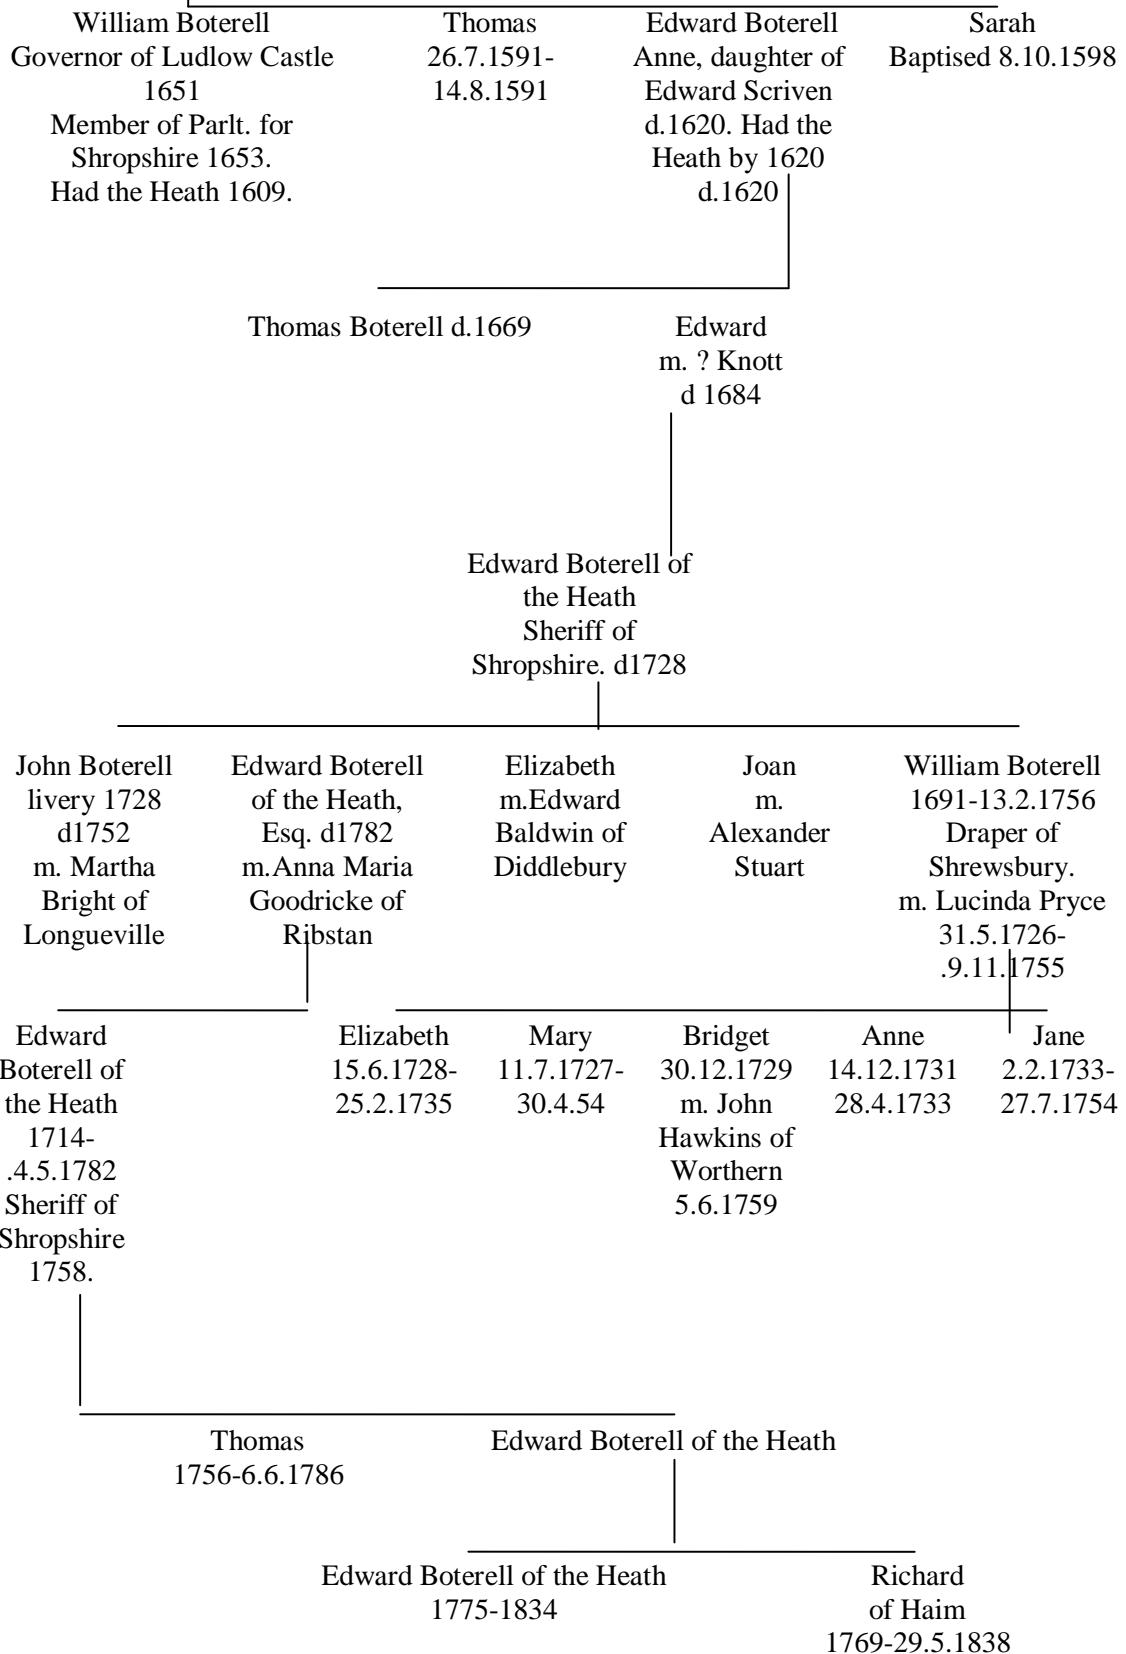 William Boterell
Governor of Ludlow Castle
1651
Member of Parlt. for
Shropshire 1653.
Had the Heath 1609.
Thomas
26.7.1591-
14.8.1591
Edward Boterell
Anne, daughter of
Edward Scriven
d.1620. Had the
Heath by 1620
d.1620
Sarah
Baptised 8.10.1598
Thomas Boterell d.1669
Edward
m. ? Knott
d 1684
Edward Boterell of
the Heath
Sheriff of
Shropshire. d1728
John Boterell
livery 1728
d1752
m. Martha
Bright of
Longueville
Edward Boterell
of the Heath,
Esq. d1782
m.Anna Maria
Goodricke of
Ribstan
Elizabeth
m.Edward
Baldwin of
Diddlebury
Joan
m.
Alexander
Stuart
William Boterell
1691-13.2.1756
Draper of
Shrewsbury.
m. Lucinda Pryce
31.5.1726-
.9.11.1755
Edward
Boterell of
the Heath
1714-
.4.5.1782
Sheriff of
Shropshire
1758.
Elizabeth
15.6.1728-
25.2.1735
Mary
11.7.1727-
30.4.54
Bridget
30.12.1729
m. John
Hawkins of
Worthern
5.6.1759
Anne
14.12.1731
28.4.1733
Jane
2.2.1733-
27.7.1754
Thomas
1756-6.6.1786
Edward Boterell of the Heath
Edward Boterell of the Heath
1775-1834
Richard
of Haim
1769-29.5.1838